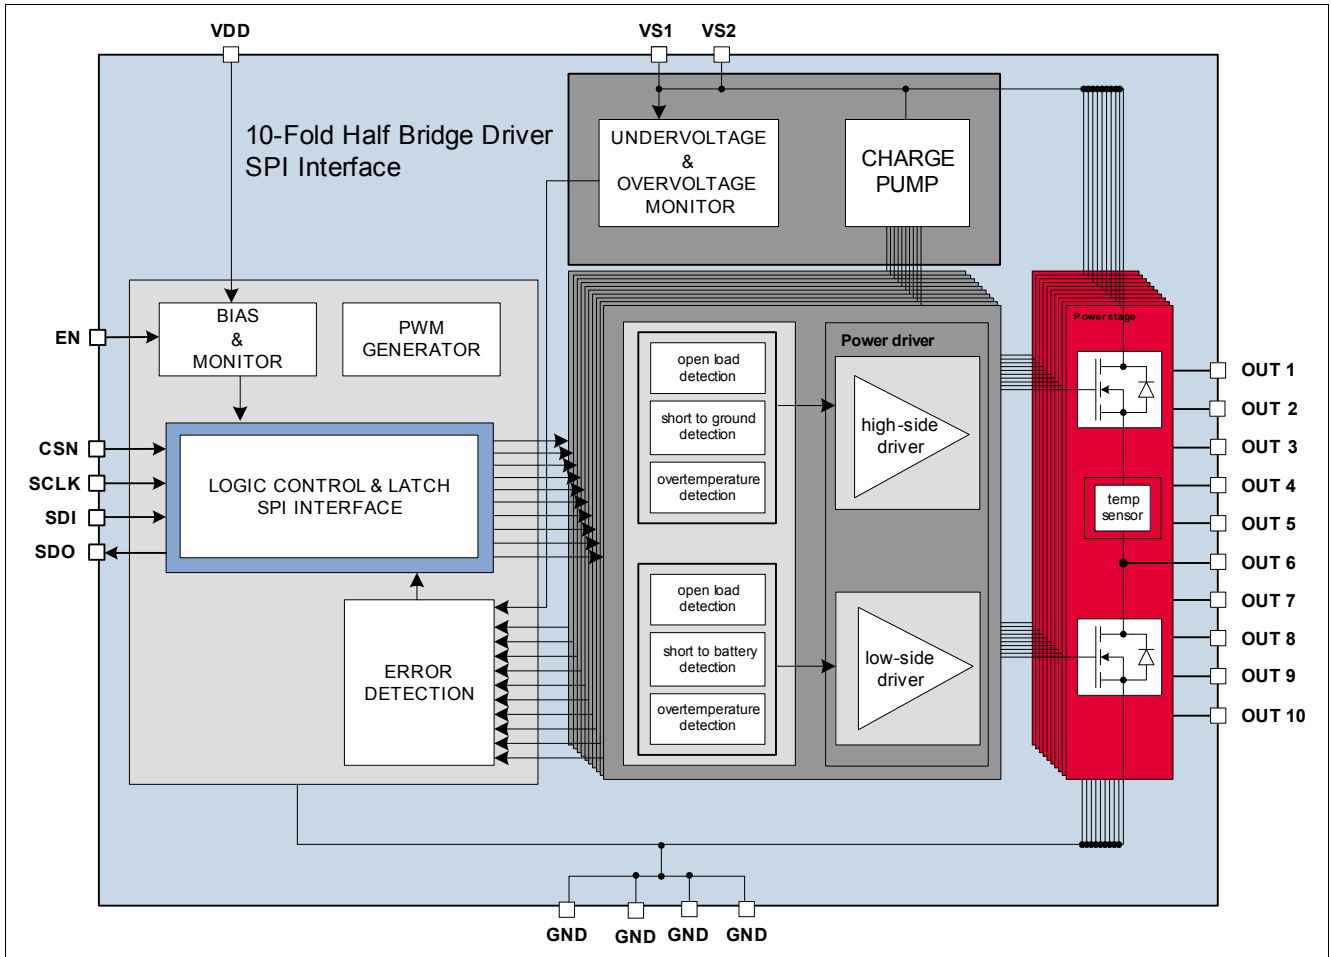 VDD
VS1
VS2
10-Fold Half Bridge Driver
SPI Interface
UNDERVOLTAGE
&
OVERVOLTAGE
MONITOR
CHARGE
PUMP
EN
BIAS
&
MONITOR
PWM
GENERATOR
CSN
SCLK
SDI
SDO
LOGIC CONTROL & LATCH
SPI INTERFACE
ERROR
DETECTION
open load
detection
short to ground
detection
overtemperature
detection
open load
detection
short to battery
detection
overtemperature
detection
Power driver
high-side
driver
low-side
driver
Power stage
temp
sensor
OUT 1
OUT 2
OUT 3
OUT 4
OUT 5
OUT 6
OUT 7
OUT 8
OUT 9
OUT 10
GND
GND
GND
GND